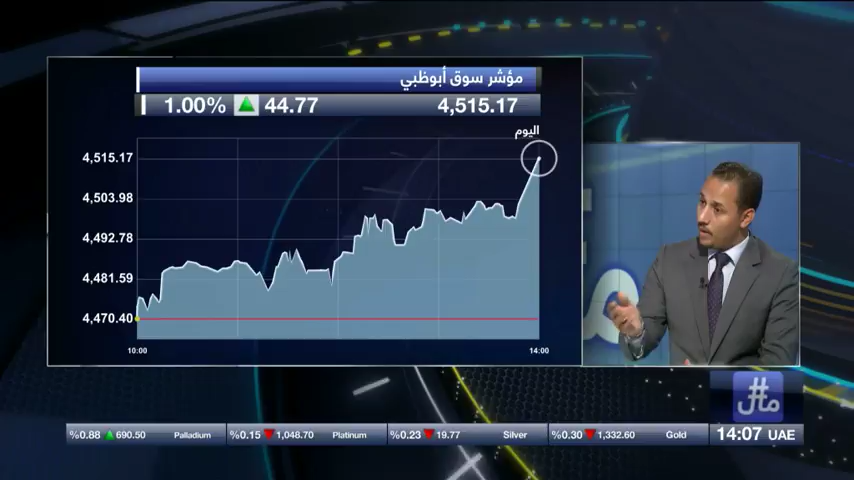 مؤشر سوق أبوظبي
1.00% 44.77 4,515.17
اليوم
4,515.17
4,503.98
4,492.78
4,481.59
4,470.40
10:00 14:00
مال
%0.88 690.50 Palladium %0.15 1,048.70 Platinum %0.23 19.77 Silver %0.30 1,332.60 Gold 14:07 UAE